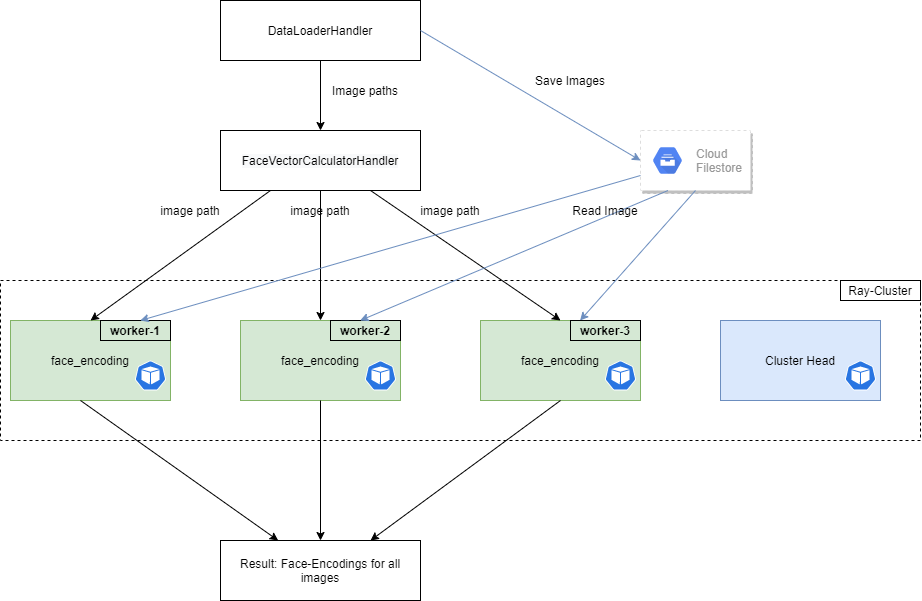 DataLoaderHandler
Save Images
Image paths
FaceVectorCalculatorHandler
Cloud
Filestore
image path
image path
image path
Read Image
Ray-Cluster
worker-1
worker-2
worker-3
face_encoding
face_encoding
face_encoding
Cluster Head
Result: Face-Encodings for all
images